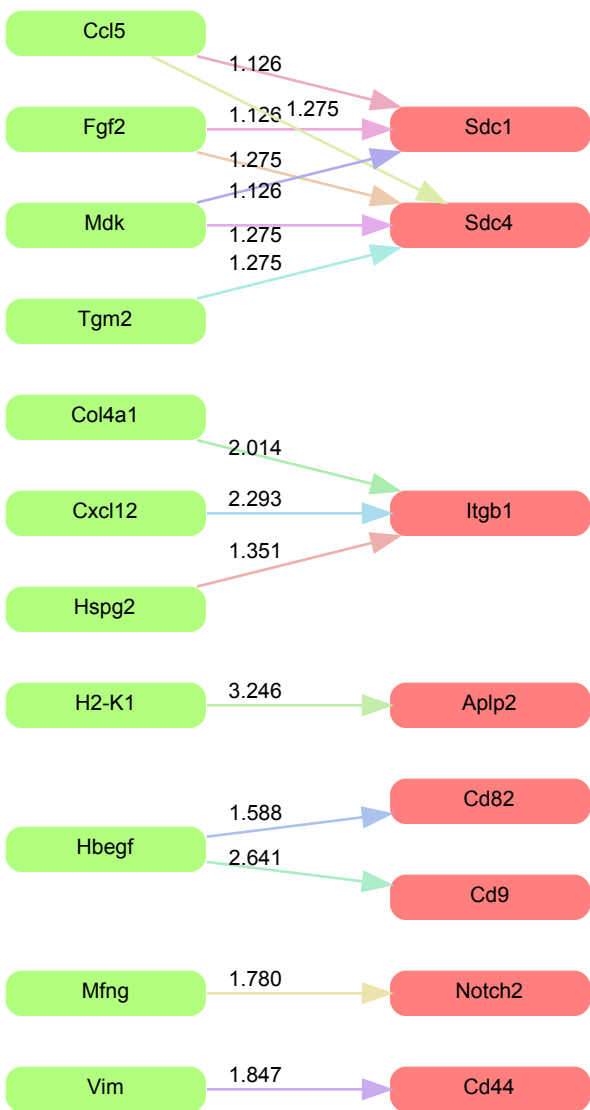 Ccl5
1.126
Fgf2
1.126
1.275
Sdc1
1.275
1.126
Mdk
Sdc4
1.275
1.275
Tgm2
Col4a1
2.014
Cxcl12
2.293
Itgb1
1.351
Hspg2
H2-K1
3.246
Aplp2
Cd82
1.588
Hbegf
2.641
Cd9
Mfng
1.780
Notch2
Vim
1.847
Cd44